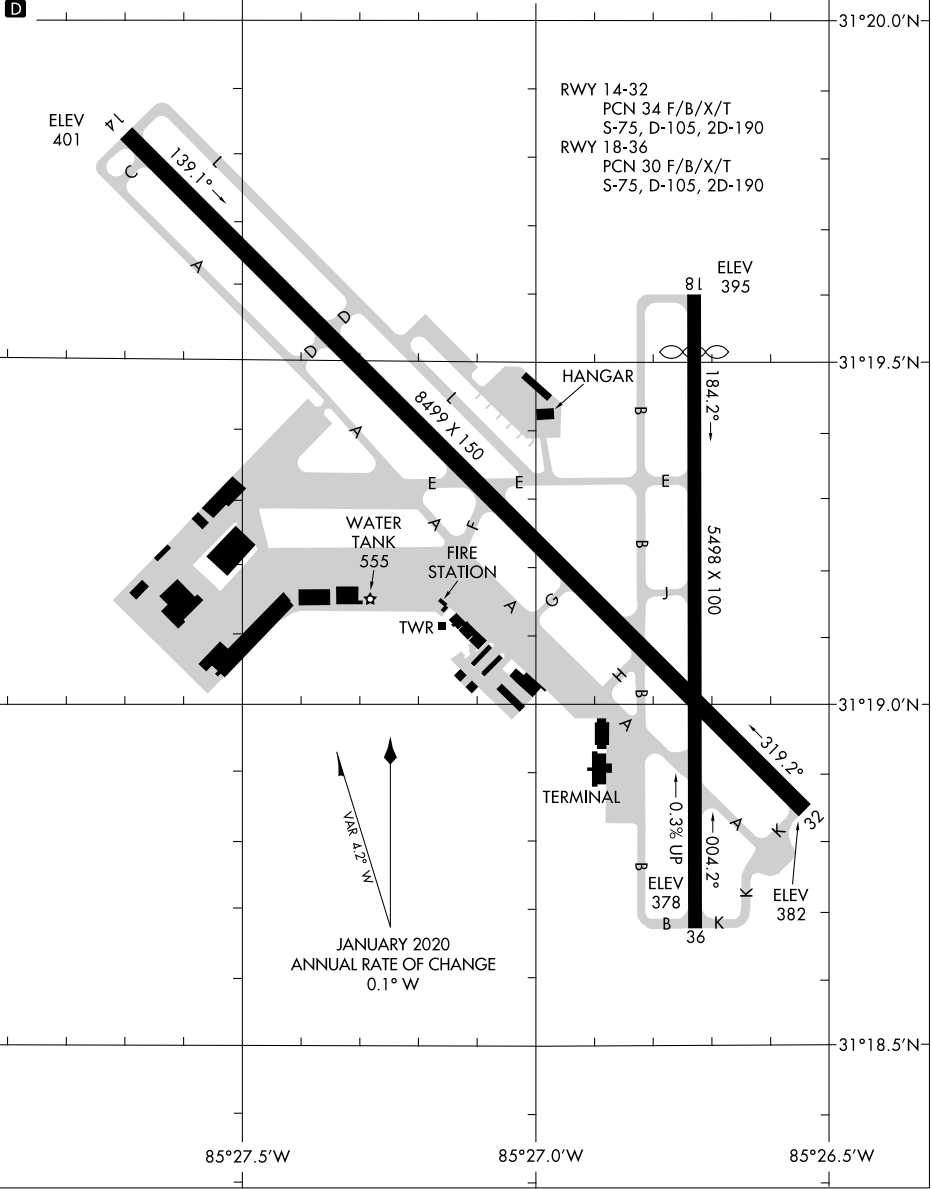 D
31°20.0'N
RWY 14-32
PCN 34 F/B/X/T
S-75, D-105, 2D-190
RWY 18-36
PCN 30 F/B/X/T
S-75, D-105, 2D-190
ELEV
401
14
139.1°
L
C
A
ELEV
395
18
D
D
31°19.5'N
HANGAR
184.2°
L
8499 X 150
B
A
E
E
B
A
F
WATER
TANK
555
FIRE
STATION
B
5498 X 100
J
A
G
TWR
H
B
31°19.0'N
A
319.2°
TERMINAL
VAR 4.2° W
0.3% UP
004.2°
A
K
32
B
ELEV
378
K
ELEV
382
B
K
36
JANUARY 2020
ANNUAL RATE OF CHANGE
0.1° W
31°18.5'N
85°27.5'W
85°27.0'W
85°26.5'W